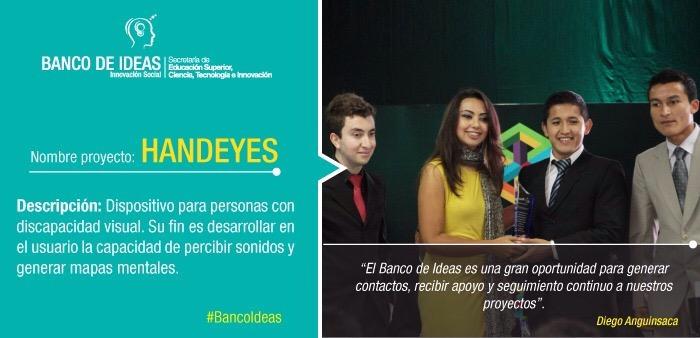 BANCO DE IDEAS
Innovación Social
Secretaría de
Educación Superior,
Ciencia, Tecnología e Innovación
Nombre proyecto: HANDEYES
Descripción: Dispositivo para personas con
discapacidad visual. Su fin es desarrollar en
el usuario la capacidad de percibir sonidos y
generar mapas mentales.
#BancoIdeas
“El Banco de Ideas es una gran oportunidad para generar
contactos, recibir apoyo y seguimiento continuo a nuestros
proyectos”.
Diego Anguinsaca